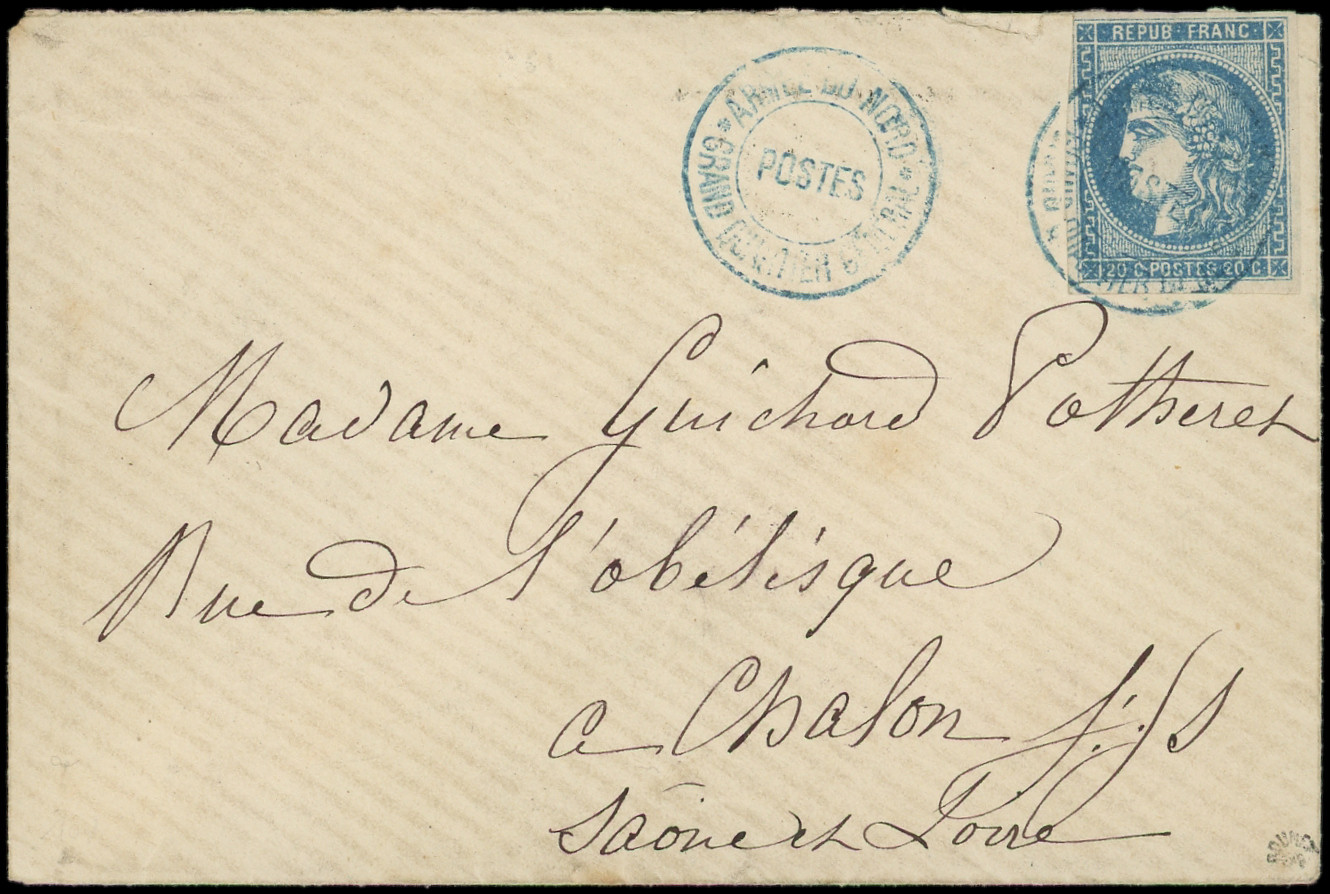 REPUB · FRANC ·
ARMÉE DU NORD
POSTES
GRAND QUARTIER GÉNÉRAL
20 C · POSTES · 20 C
Madame Guichard Potheret
Rue de l'obélisque
a Chalon s. S
Saône et Loire